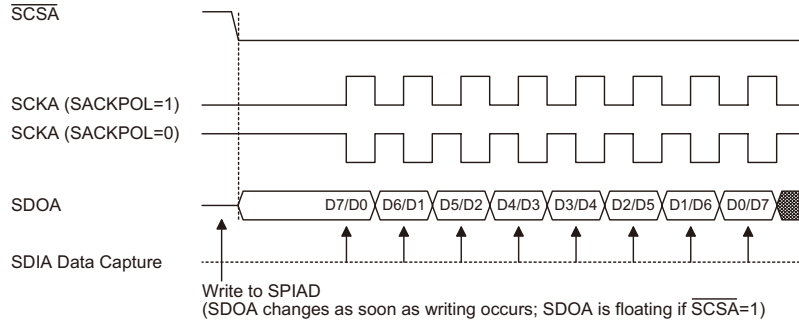 SCSA
SCKA (SACKPOL=1)
SCKA (SACKPOL=0)
SDOA D7/D0 D6/D1 D5/D2 D4/D3 D3/D4 D2/D5 D1/D6 D0/D7
SDIA Data Capture
Write to SPIAD
(SDOA changes as soon as writing occurs; SDOA is floating if SCSA=1)